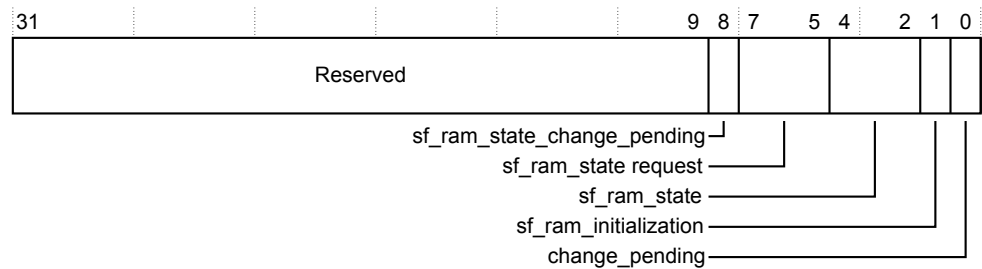 31 9 8 7 5 4 2 1 0
Reserved
sf_ram_state_change_pending
sf_ram_state request
sf_ram_state
sf_ram_initialization
change_pending